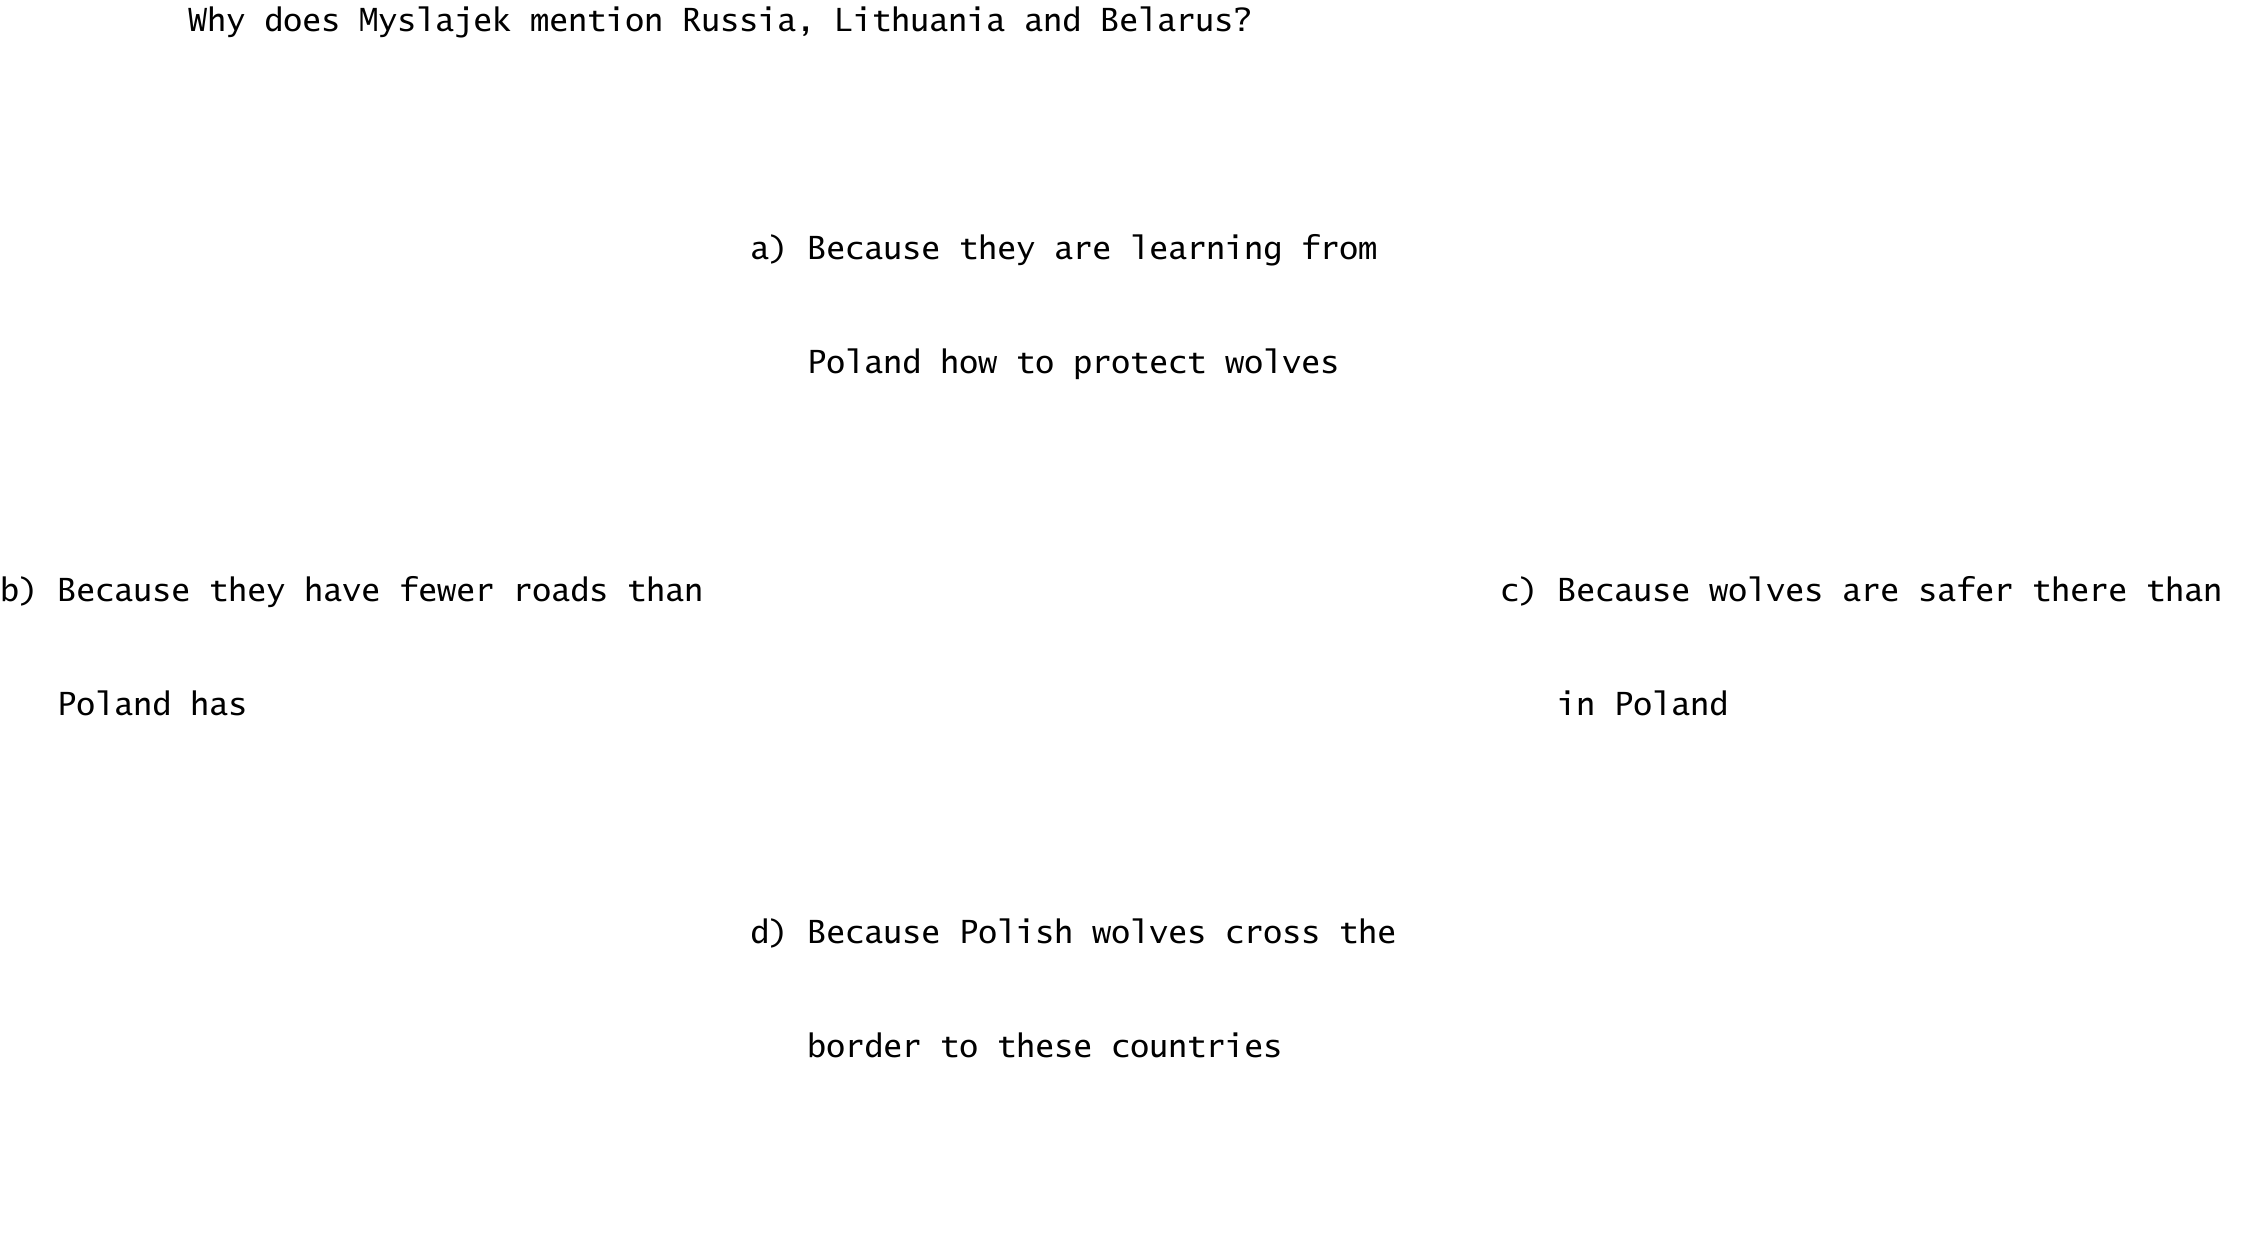 Why does Myslajek mention Russia, Lithuania and Belarus?
a) Because they are learning from
Poland how to protect wolves
b) Because they have fewer roads than
Poland has
c) Because wolves are safer there than
in Poland
d) Because Polish wolves cross the
border to these countries